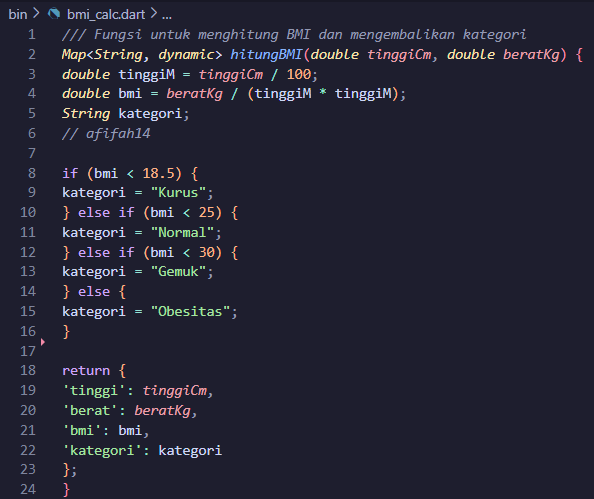 bin > bmi_calc.dart > ...
1 /// Fungsi untuk menghitung BMI dan mengembalikan kategori
2 Map<String, dynamic> hitungBMI(double tinggiCm, double beratKg) {
3 double tinggiM = tinggiCm / 100;
4 double bmi = beratKg / (tinggiM * tinggiM);
5 String kategori;
6 // afifah14
7
8 if (bmi < 18.5) {
9 kategori = "Kurus";
10 } else if (bmi < 25) {
11 kategori = "Normal";
12 } else if (bmi < 30) {
13 kategori = "Gemuk";
14 } else {
15 kategori = "Obesitas";
16 }
17
18 return {
19 'tinggi': tinggiCm,
20 'berat': beratKg,
21 'bmi': bmi,
22 'kategori': kategori
23 };
24 }